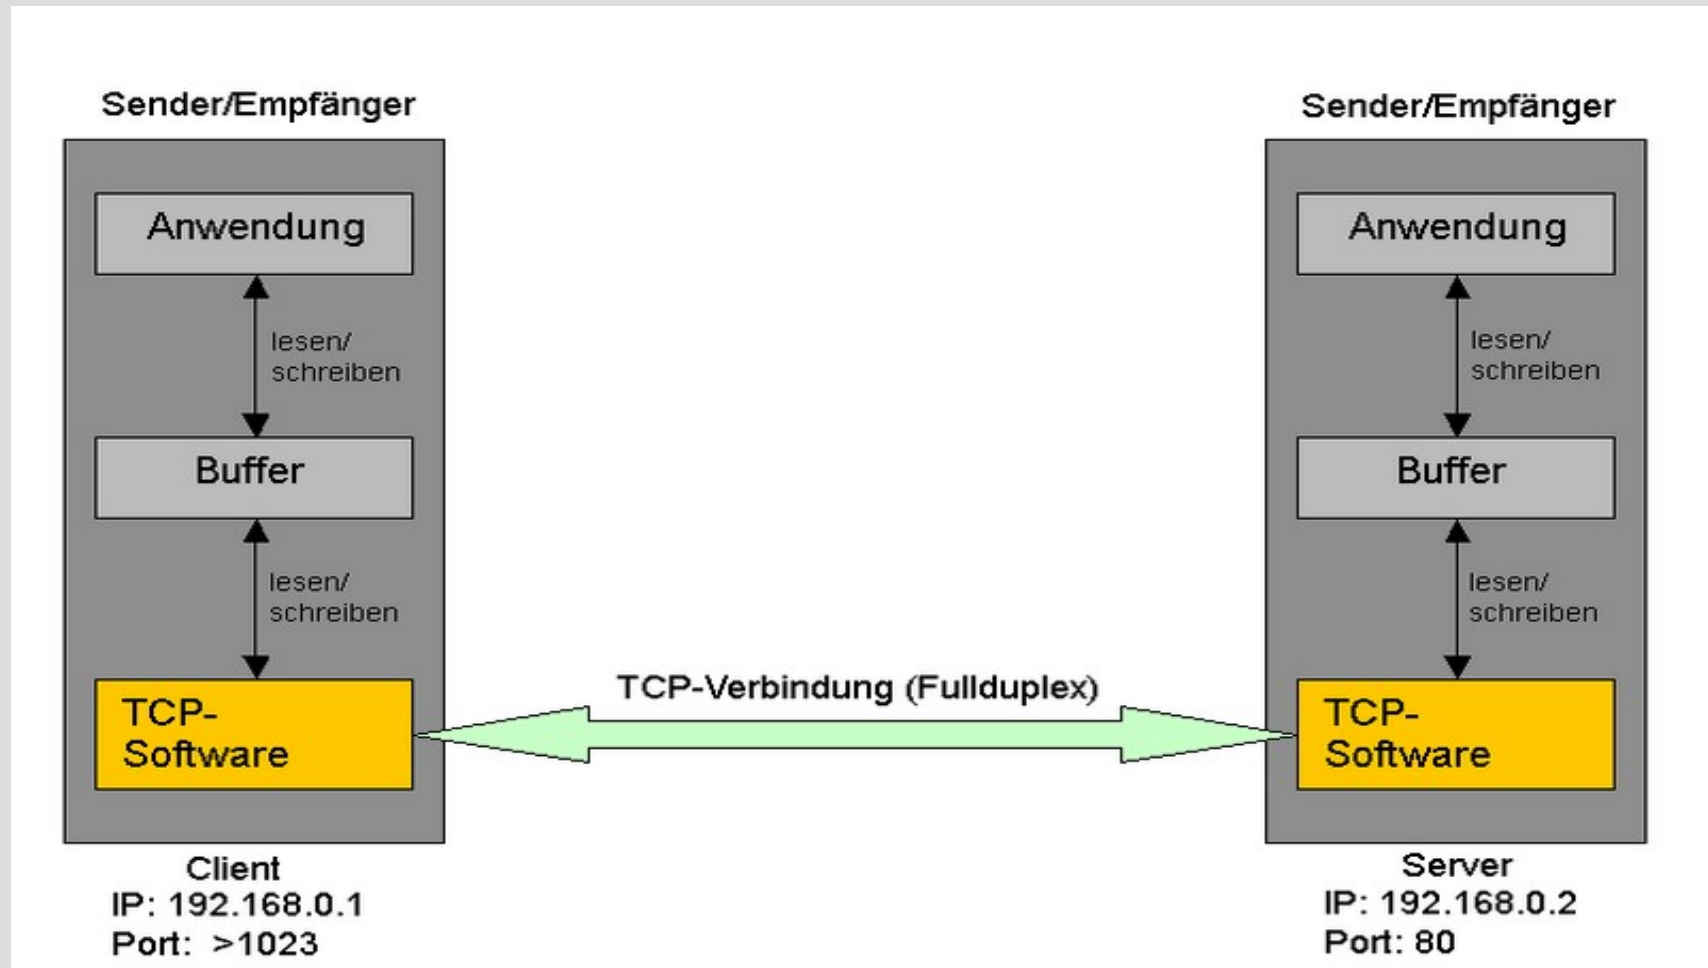 Sender/Empfänger
Anwendung
lesen/
schreiben
Buffer
lesen/
schreiben
TCP-
Software
Client
IP: 192.168.0.1
Port:  >1023
TCP-Verbindung (Fullduplex)
Sender/Empfänger
Anwendung
lesen/
schreiben
Buffer
lesen/
schreiben
TCP-
Software
Server
IP: 192.168.0.2
Port: 80